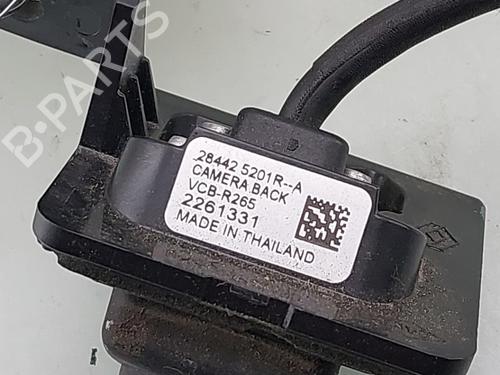 B-PARTS
28442 5201R--A
CAMERA BACK
VCB-R265
2261331
MADE IN THAILAND